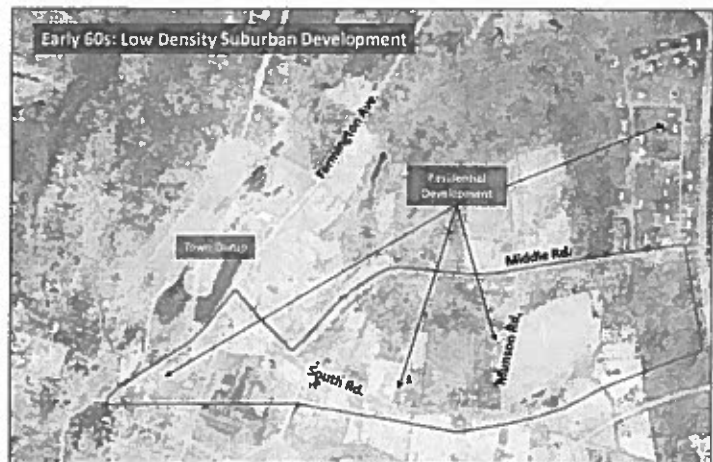 Early 60s: Low Density Suburban Development
Farmington Ave.
Residential
Development
Town Dump
Middle Rd.
Munson Rd.
South Rd.